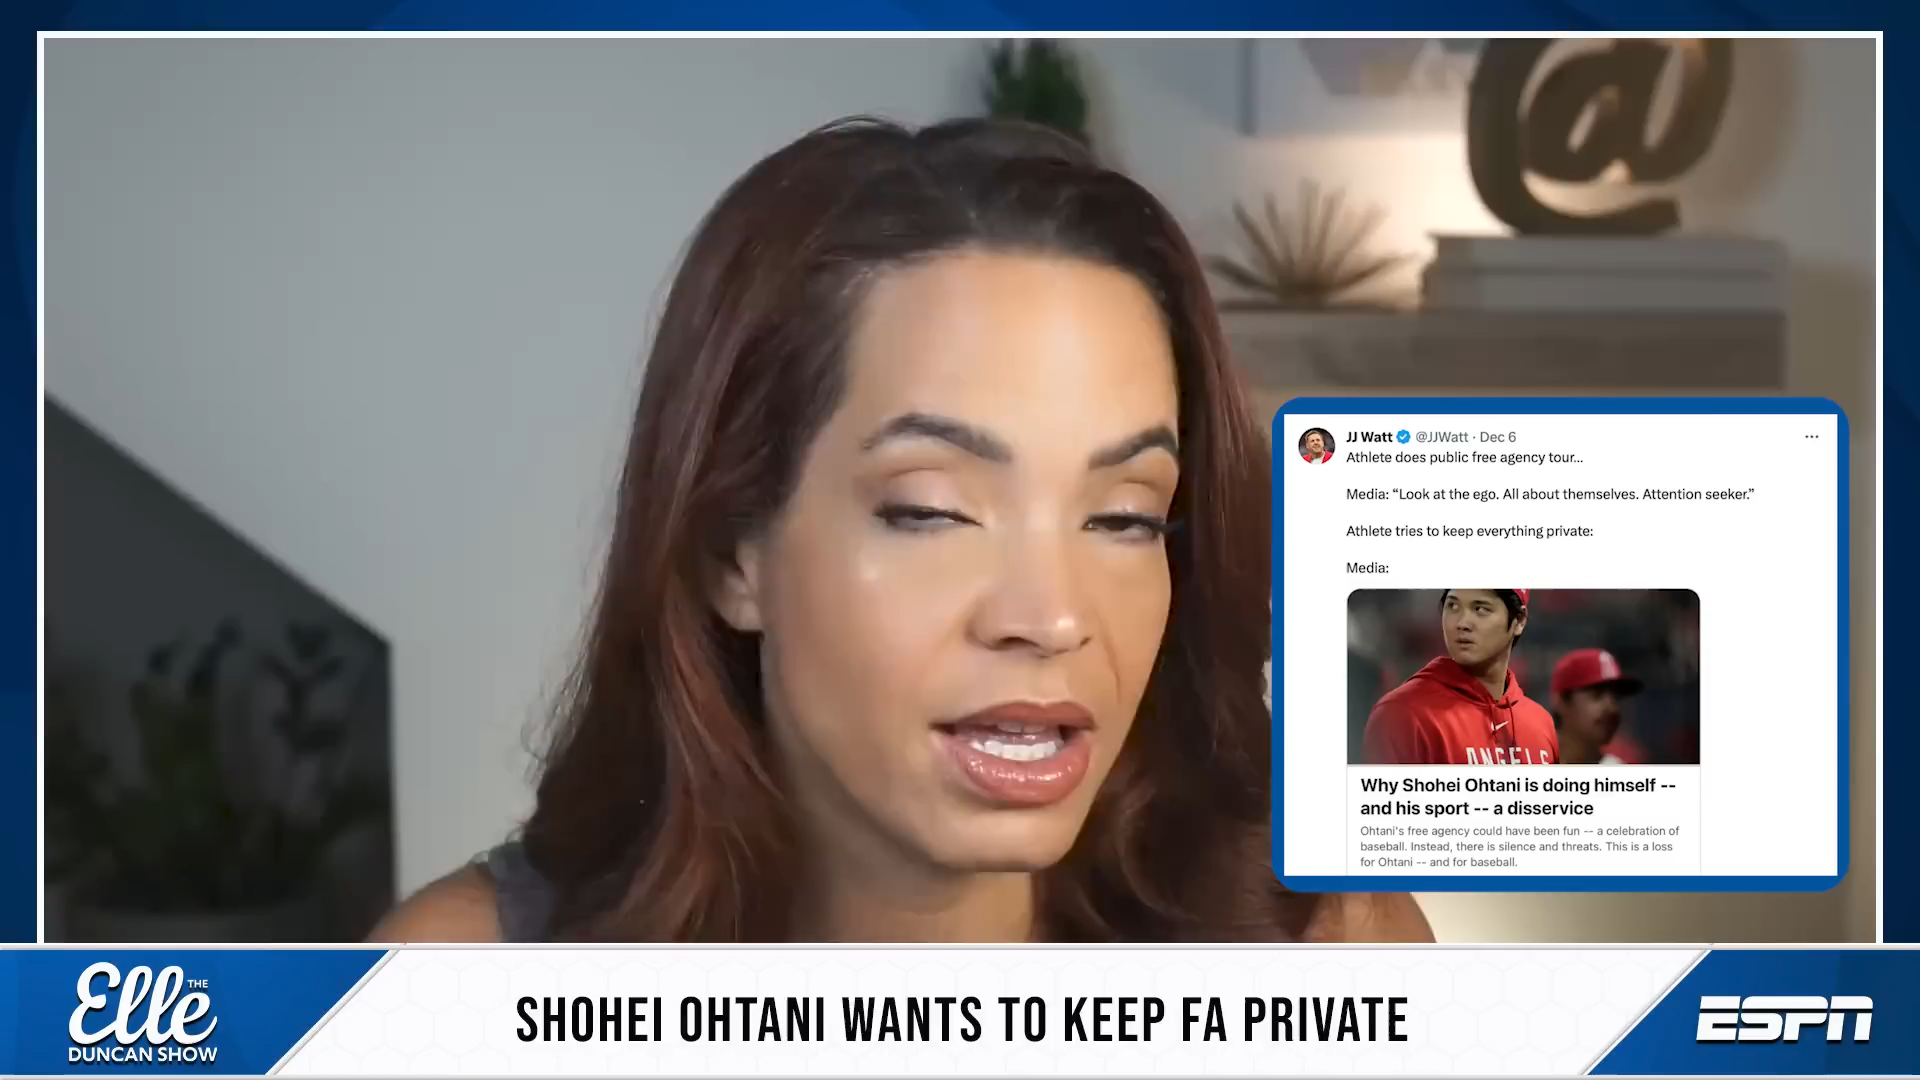 @
JJ Watt @JJWatt · Dec 6
Athlete does public free agency tour...
Media: “Look at the ego. All about themselves. Attention seeker.”
Athlete tries to keep everything private:
Media:
ANGELS
Why Shohei Ohtani is doing himself --
and his sport -- a disservice
Ohtani's free agency could have been fun -- a celebration of
baseball. Instead, there is silence and threats. This is a loss
for Ohtani -- and for baseball.
THE
Elle
DUNCAN SHOW
SHOHEI OHTANI WANTS TO KEEP FA PRIVATE
ESPN